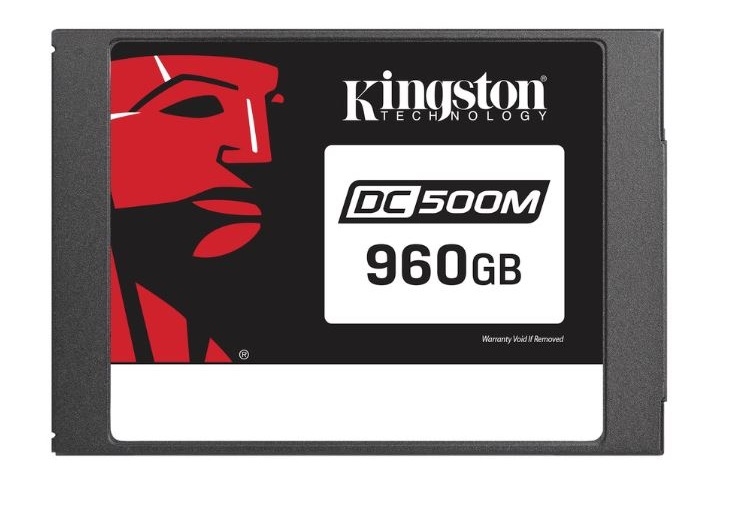 Kingston®
TECHNOLOGY
DC500M
960GB
Warranty Void If Removed
®